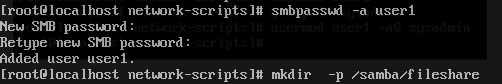 [root@localhost network-scripts]# smbpasswd -a user1
New SMB password:
Retype new SMB password:
Added user user1.
[root@localhost network-scripts]# mkdir  -p /samba/fileshare